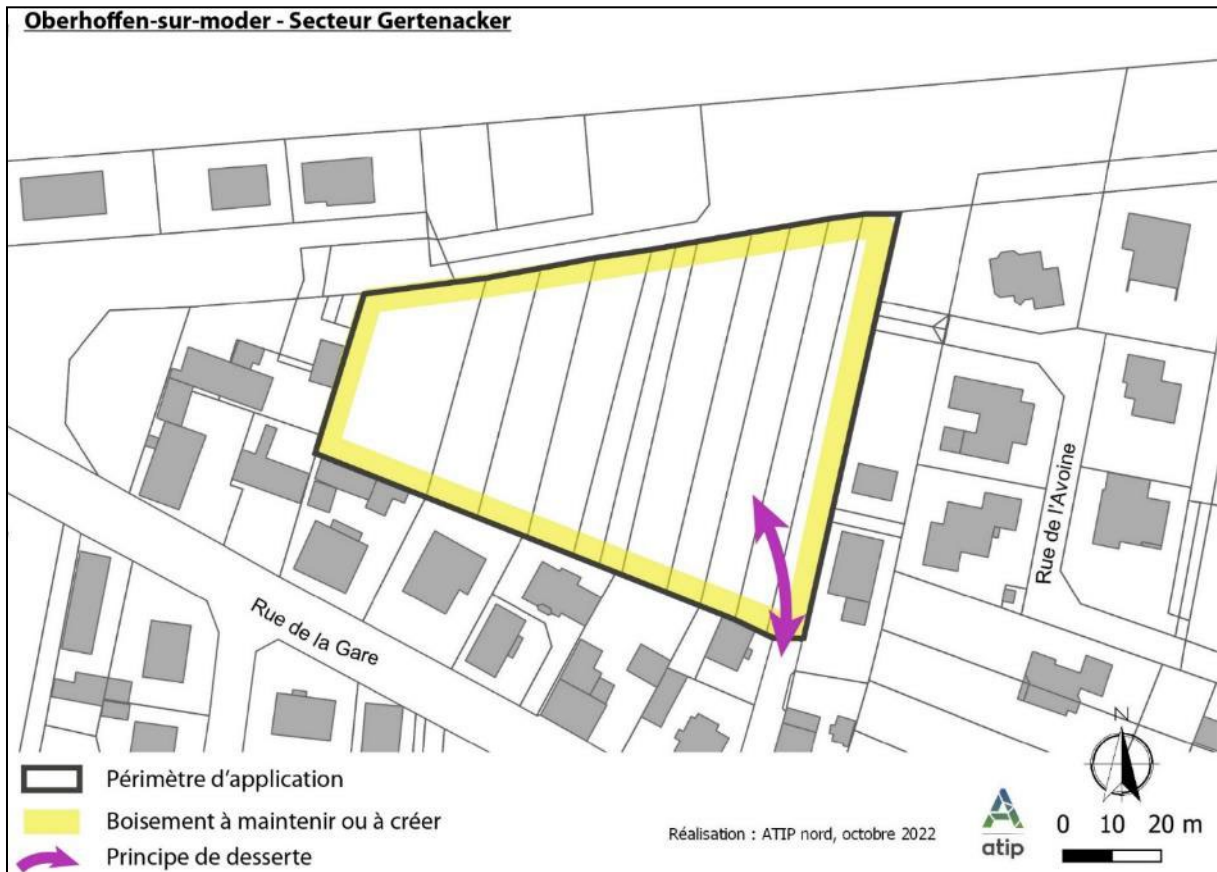 Oberhoffen-sur-moder - Secteur Gertenacker
Rue de l'Avoine
Rue de la Gare
N
Périmètre d'application
Boisement à maintenir ou à créer
Principe de desserte
Réalisation : ATIP nord, octobre 2022
atip
0 10 20 m